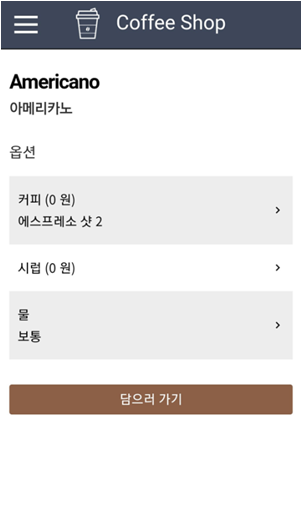 Coffee Shop
Americano
아메리카노
옵션
커피 (0 원)
에스프레소 샷 2
시럽 (0 원)
물
보통
담으러 가기